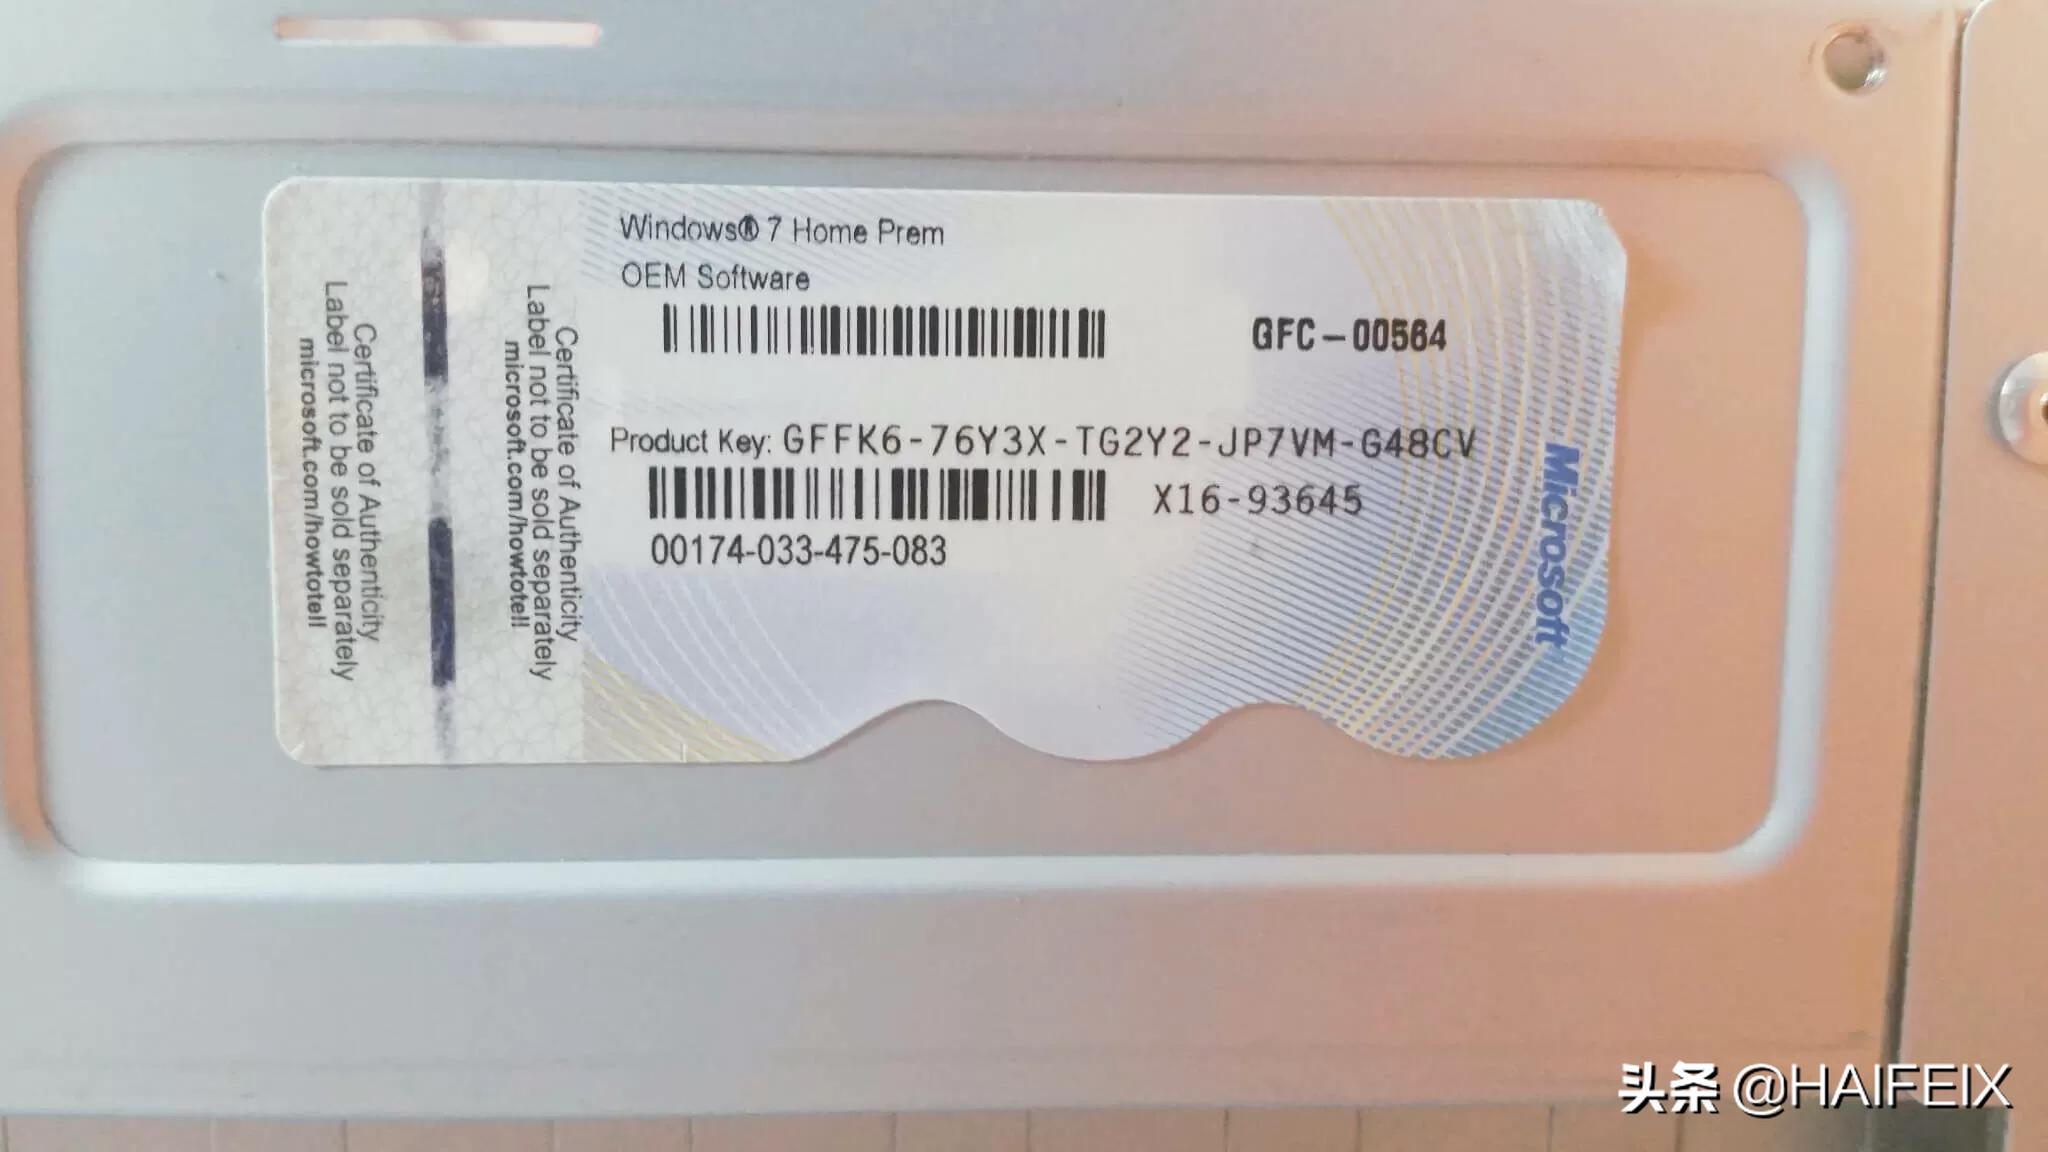 Windows® 7 Home Prem
OEM Software
GFC-00564
Product Key: GFFK6-76Y3X-TG2Y2-JP7VM-G48CV
X16-93645
00174-033-475-083
Certificate of Authenticity
Label not to be sold separately
microsoft.com/howtotell
Certificate of Authenticity
Label not to be sold separately
microsoft.com/howtotell
Microsoft
头条 @HAIFEIX